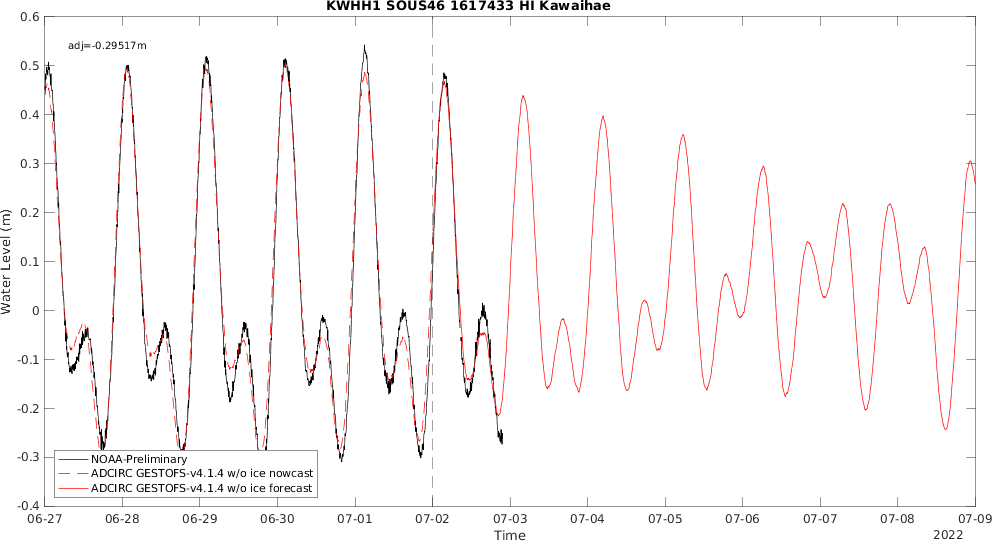 KWHH1 SOUS46 1617433 HI Kawaihae
adj=-0.29517m
0.6
0.5
0.4
0.3
0.2
0.1
0
-0.1
-0.2
-0.3
-0.4
Water Level (m)
NOAA-Preliminary
ADCIRC GESTOFS-v4.1.4 w/o ice nowcast
ADCIRC GESTOFS-v4.1.4 w/o ice forecast
06-27 06-28 06-29 06-30 07-01 07-02 07-03 07-04 07-05 07-06 07-07 07-08 07-09
Time
2022